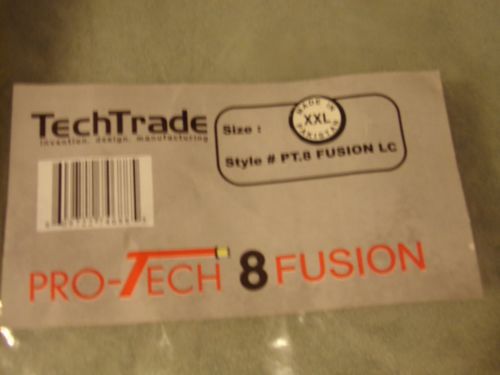 TechTrade
invention. design. manufacturing
Size :
MADE IN
XXL
PAKISTAN
Style # PT.8 FUSION LC
PRO-TECH 8 FUSION